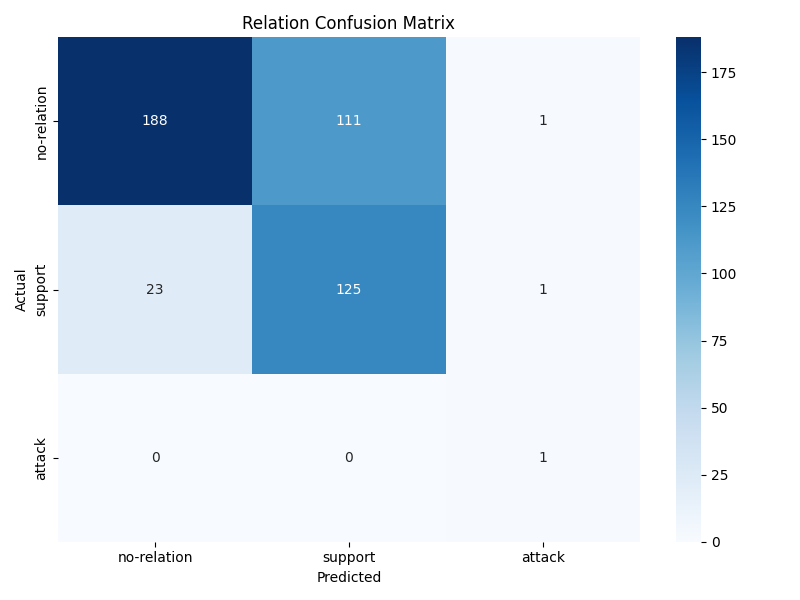 Relation Confusion Matrix
Actual
no-relation
188 111 1
support
23 125 1
attack
0 0 1
no-relation support attack
Predicted
175
150
125
100
75
50
25
0